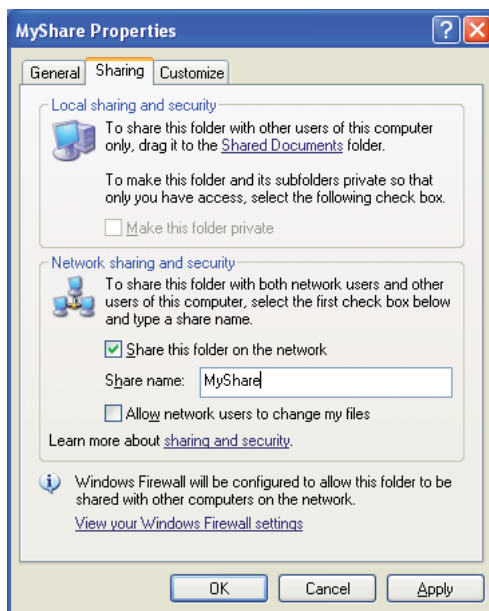 MyShare Properties
General Sharing Customize
Local sharing and security
To share this folder with other users of this computer
only, drag it to the Shared Documents folder.
To make this folder and its subfolders private so that
only you have access, select the following check box.
Make this folder private
Network sharing and security
To share this folder with both network users and other
users of this computer, select the first check box below
and type a share name.
Share this folder on the network
Share name: MyShare
Allow network users to change my files
Learn more about sharing and security.
Windows Firewall will be configured to allow this folder to be
shared with other computers on the network.
View your Windows Firewall settings
OK Cancel Apply